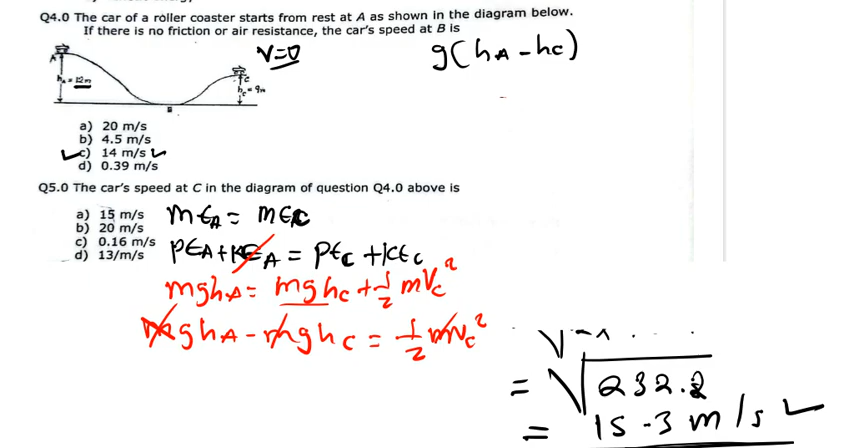 Q4.0 The car of a roller coaster starts from rest at A as shown in the diagram below.
If there is no friction or air resistance, the car's speed at B is
V=0
g(hA-hc)
A
hA = 12m
C
hc = 9m
B
a) 20 m/s
b) 4.5 m/s
c) 14 m/s
d) 0.39 m/s
Q5.0 The car's speed at C in the diagram of question Q4.0 above is
a) 15 m/s
b) 20 m/s
c) 0.16 m/s
d) 13/m/s
MEA = MEC
PEA+KEA = PEC+KEC
mghA = mghc + 1/2 mVc²
mghA - mghc = 1/2 mvc²
= √232.2
= 15.3 m/s